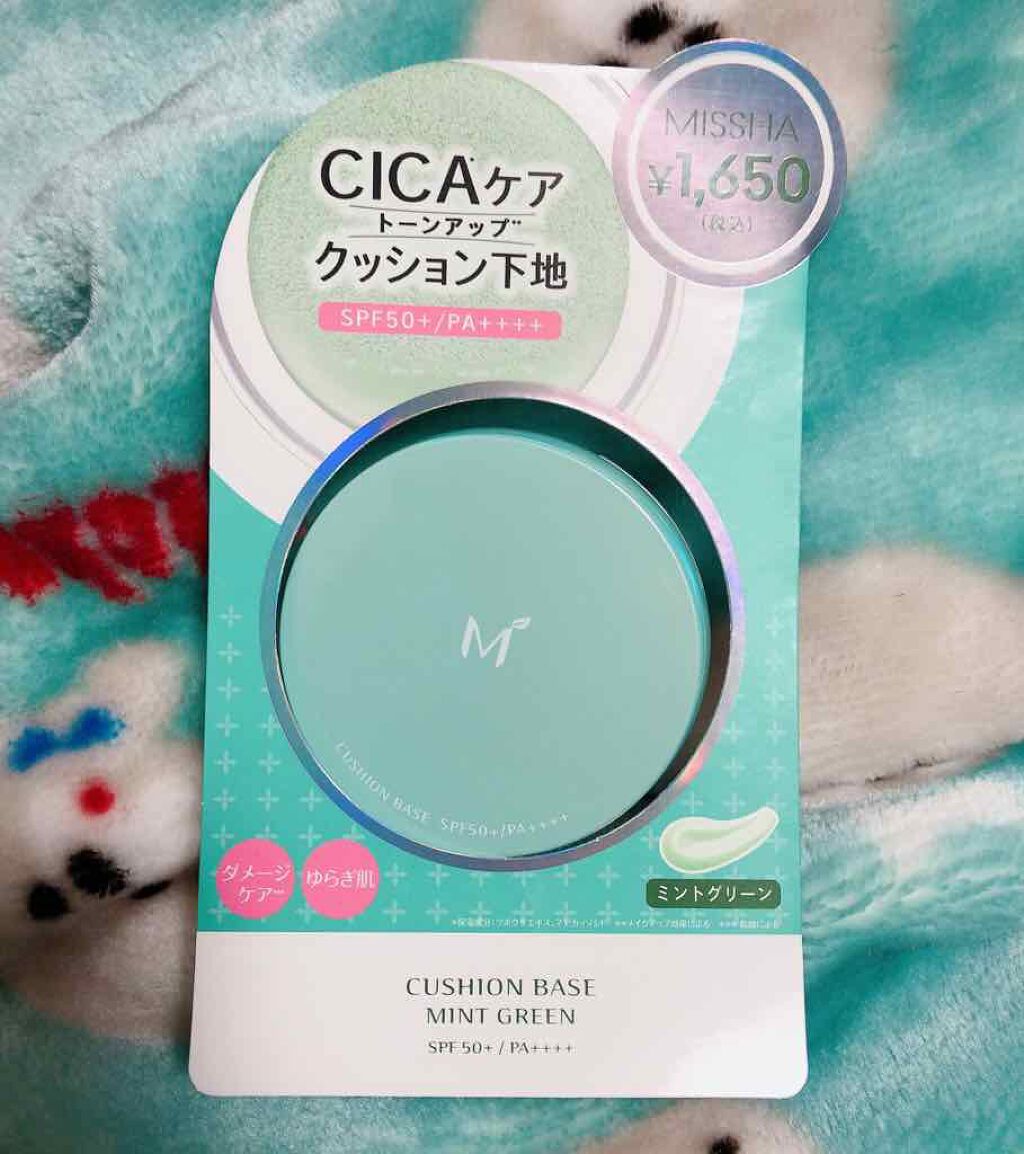 MISSHA
¥1,650
(税込)
CICAケア
トーンアップ**
クッション下地
SPF50+/PA++++
M
CUSHION BASE SPF50+/PA++++
ダメージ
ケア***
ゆらぎ肌
ミントグリーン
CUSHION BASE
MINT GREEN
SPF 50+ / PA++++